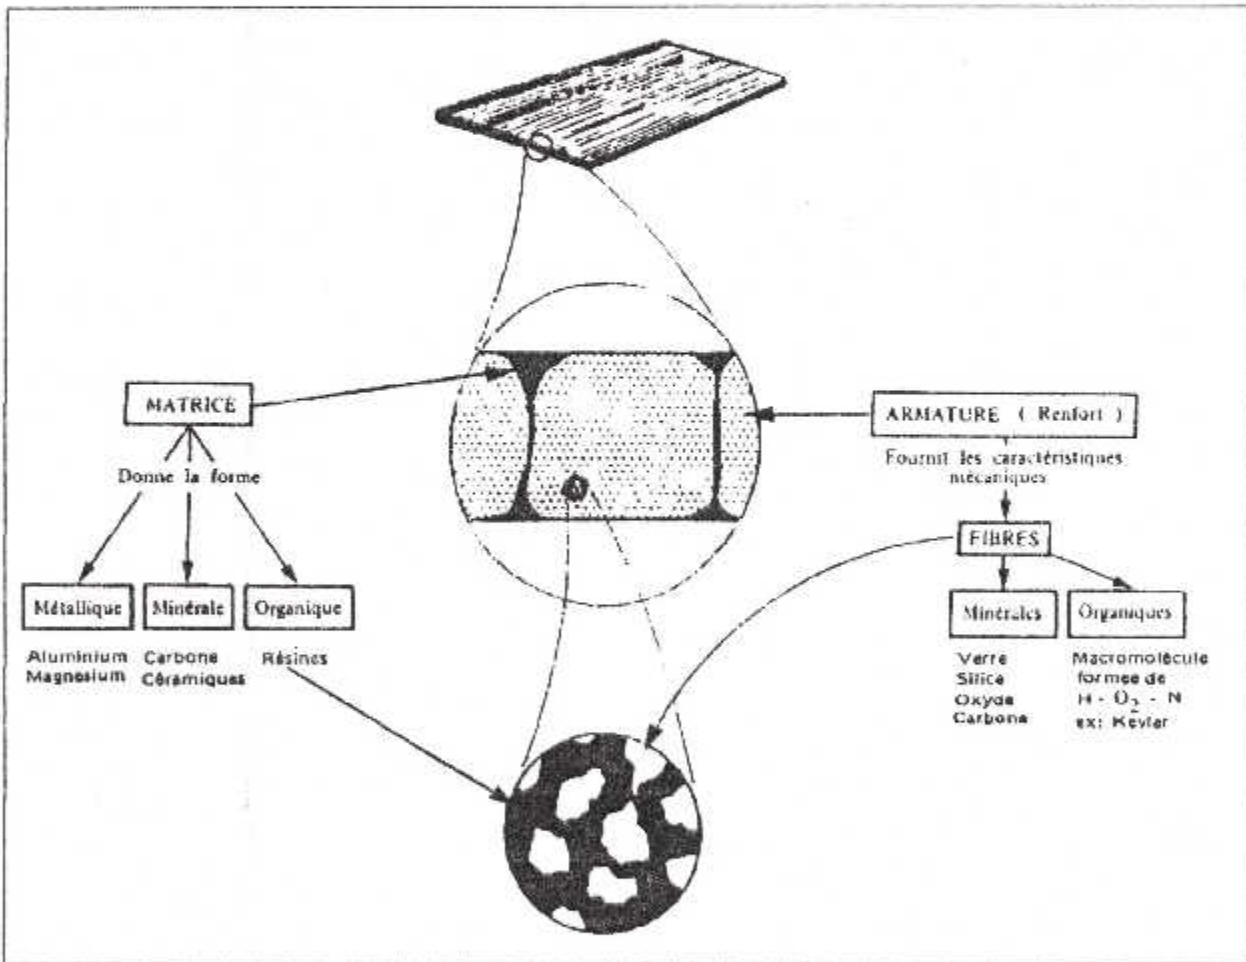 MATRICE
Donne la forme
Métallique
Minérale
Organique
Aluminium
Magnesium
Carbone
Céramiques
Résines
ARMATURE ( Renfort )
Fournit les caractéristiques
mécaniques
FIBRES
Minérales
Organiques
Verre
Silice
Oxyde
Carbone
Macromolécule
formee de
H - O₂ - N
ex: Kevlar